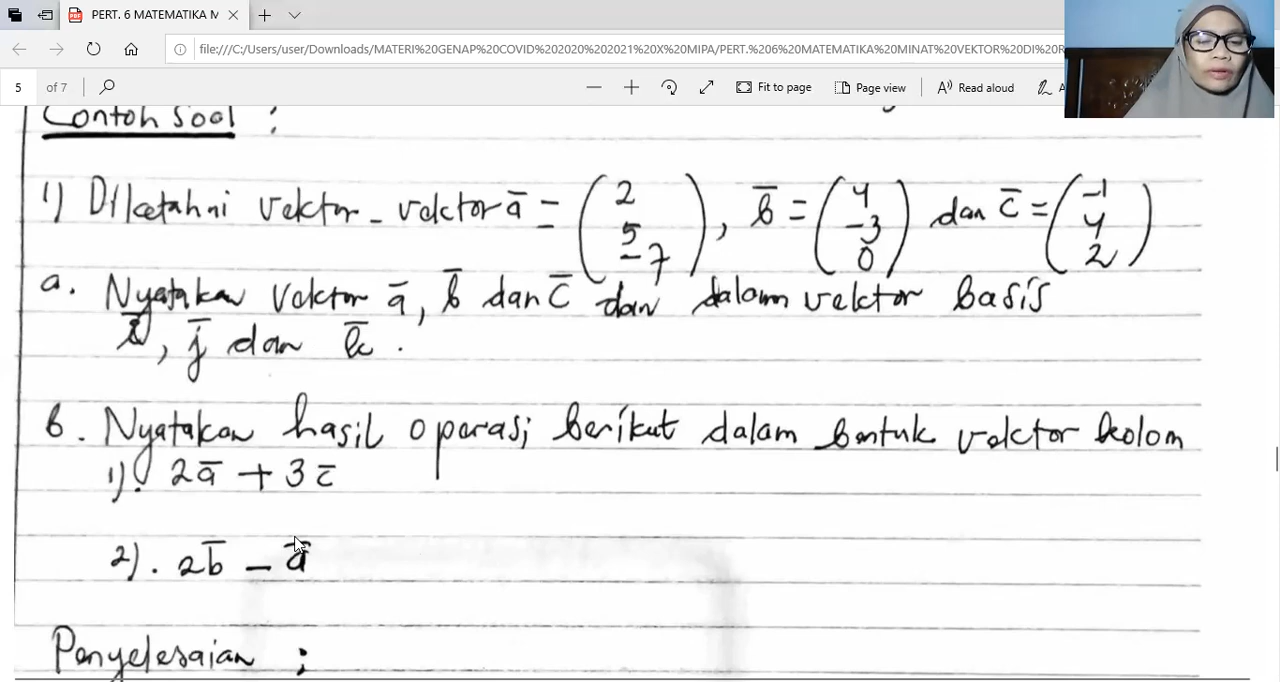 PERT. 6 MATEMATIKA M
file:///C:/Users/user/Downloads/MATERI%20GENAP%20COVID%202020%202021%20X%20MIPA/PERT.%206%20MATEMATIKA%20MINAT%20VEKTOR%20DI%20R
5 of 7 Fit to page Page view Read aloud
Contoh Soal :
1) Diketahui vektor-vektor a̅ = (2 5 -7), b̅ = (4 -3 0) dan c̅ = (-1 4 2)
a. Nyatakan vektor a̅, b̅ dan c̅ dan dalam vektor basis
i̅, j̅ dan k̅.
b. Nyatakan hasil operasi berikut dalam bentuk vektor kolom
1). 2a̅ + 3c̅
2). 2b̅ - a̅
Penyelesaian :